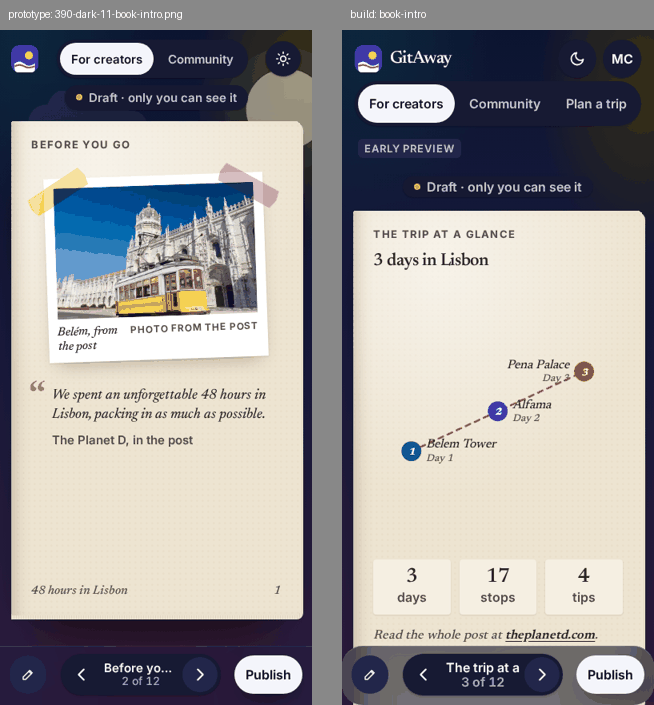 prototype: 390-dark-11-book-intro.png
For creators
Community
Draft · only you can see it
BEFORE YOU GO
Belém, from
the post
PHOTO FROM THE POST
“ We spent an unforgettable 48 hours in
Lisbon, packing in as much as possible.
The Planet D, in the post
48 hours in Lisbon
1
Before yo...
2 of 12
Publish
build: book-intro
GitAway
MC
For creators
Community
Plan a trip
EARLY PREVIEW
Draft · only you can see it
THE TRIP AT A GLANCE
3 days in Lisbon
Pena Palace
Day 3
3
2
Alfama
Day 2
1
Belem Tower
Day 1
3
days
17
stops
4
tips
Read the whole post at theplanetd.com.
The trip at a
3 of 12
Publish